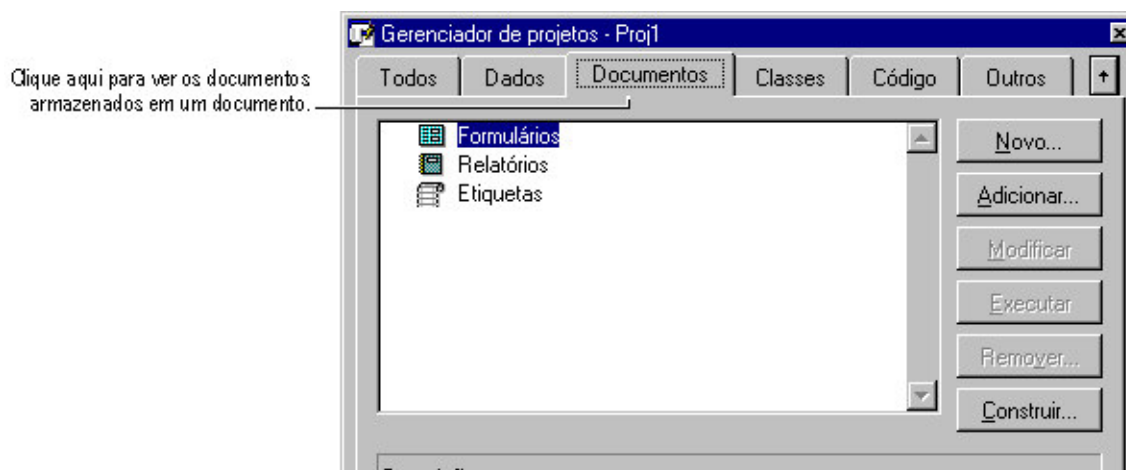 Gerenciador de projetos - Proj1
Clique aqui para ver os documentos
armazenados em um documento.
Todos Dados Documentos Classes Código Outros
Formulários
Relatórios
Etiquetas
Novo...
Adicionar...
Modificar
Executar
Remover...
Construir...